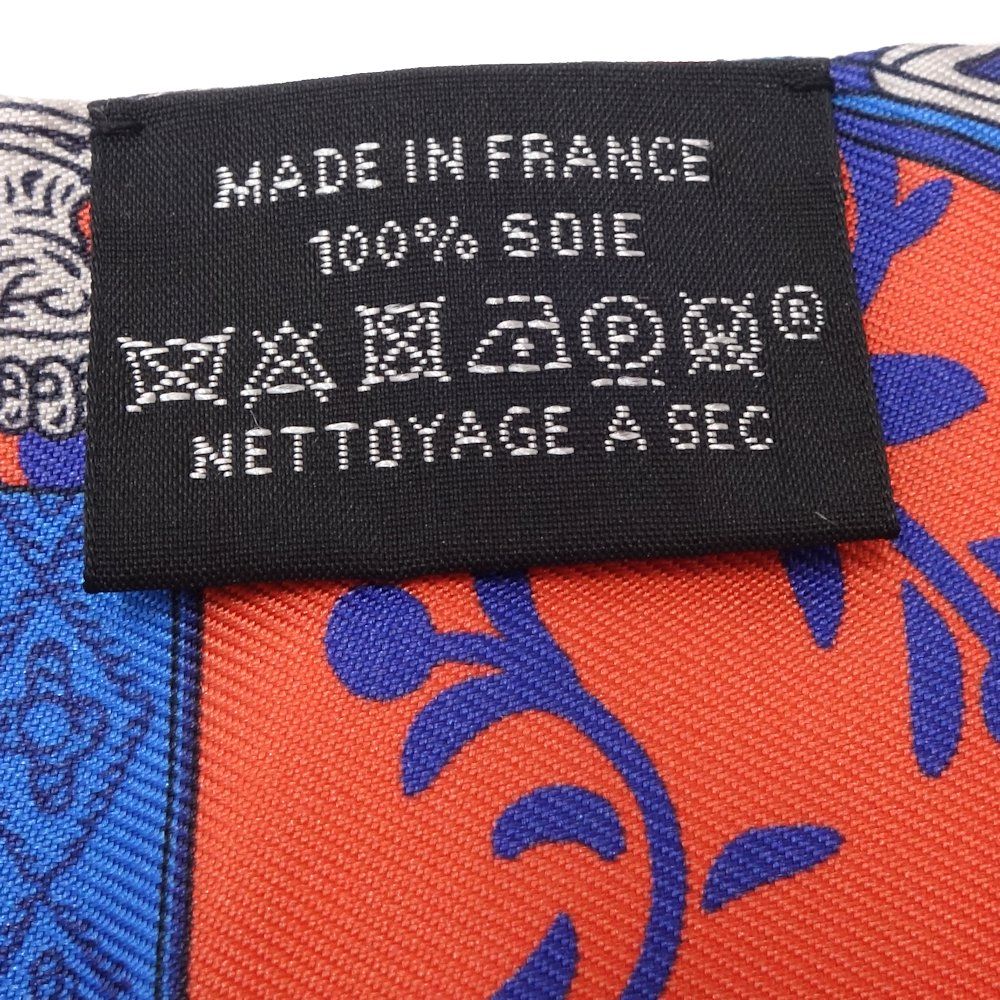 MADE IN FRANCE
100% SOIE
P W ®
NETTOYAGE A SEC